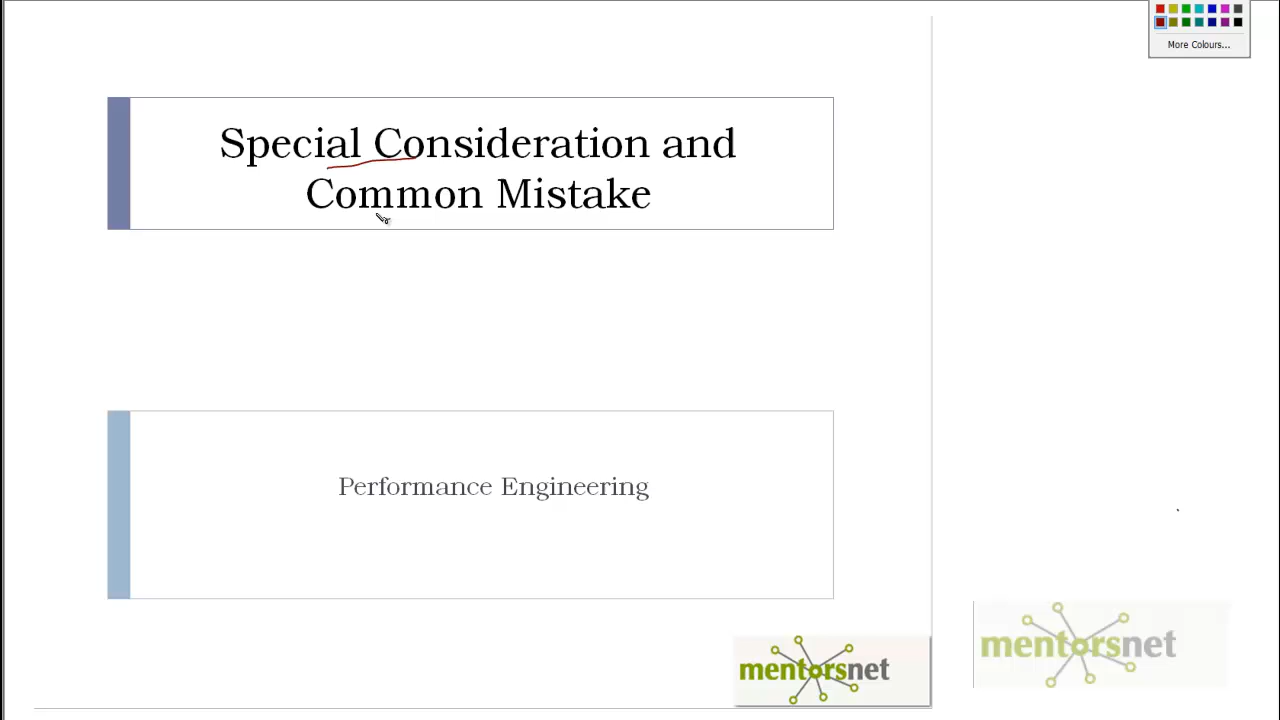 More Colours...
Special Consideration and
Common Mistake
Performance Engineering
mentorsnet
mentorsnet